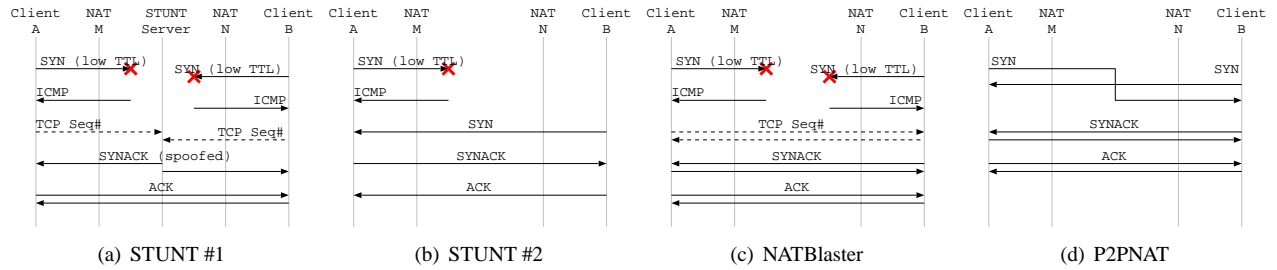 Client NAT STUNT NAT Client
A M Server N B
SYN (low TTL)
SYN (low TTL)
ICMP
ICMP
TCP Seq#
TCP Seq#
SYNACK (spoofed)
ACK
(a) STUNT #1
Client NAT NAT Client
A M N B
SYN (low TTL)
ICMP
SYN
SYNACK
ACK
(b) STUNT #2
Client NAT NAT Client
A M N B
SYN (low TTL)
SYN (low TTL)
ICMP
ICMP
TCP Seq#
SYNACK
ACK
(c) NATBlaster
Client NAT NAT Client
A M N B
SYN
SYN
SYNACK
ACK
(d) P2PNAT